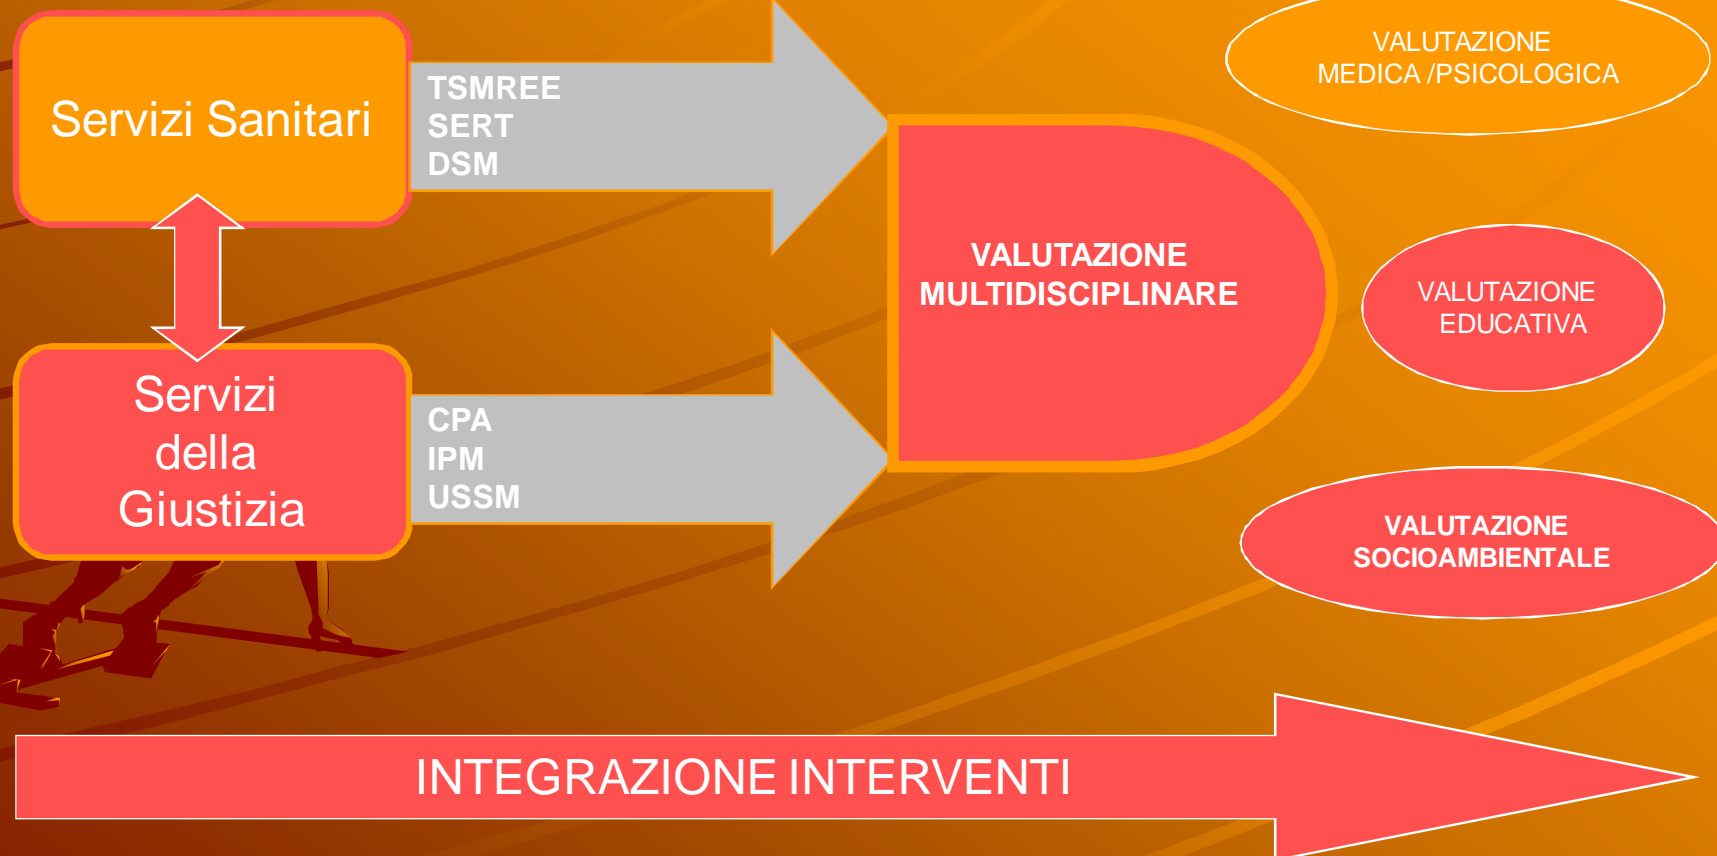 Servizi Sanitari
TSMREE
SERT
DSM
VALUTAZIONE
MEDICA /PSICOLOGICA
VALUTAZIONE
MULTIDISCIPLINARE
VALUTAZIONE
EDUCATIVA
Servizi
della
Giustizia
CPA
IPM
USSM
VALUTAZIONE
SOCIOAMBIENTALE
INTEGRAZIONE INTERVENTI